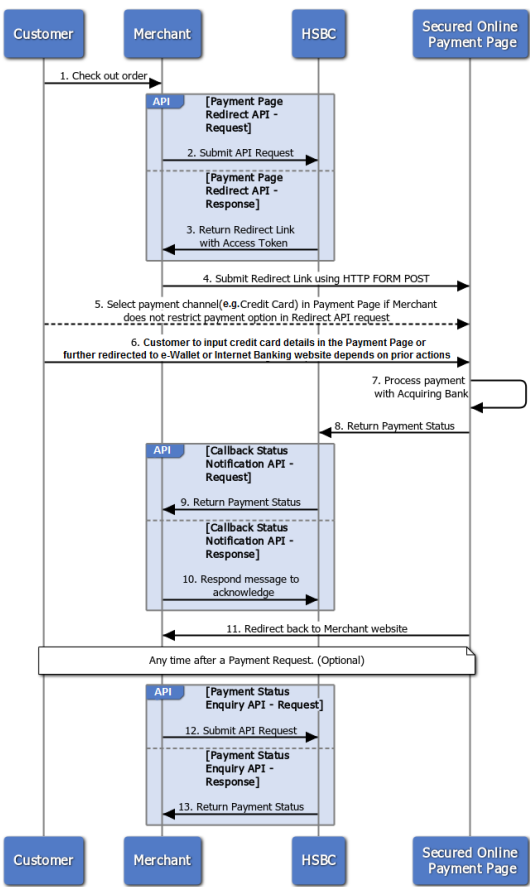 Customer
Merchant
HSBC
Secured Online
Payment Page
1. Check out order
API
[Payment Page
Redirect API -
Request]
2. Submit API Request
[Payment Page
Redirect API -
Response]
3. Return Redirect Link
with Access Token
4. Submit Redirect Link using HTTP FORM POST
5. Select payment channel(e.g.Credit Card) in Payment Page if Merchant
does not restrict payment option in Redirect API request
6. Customer to input credit card details in the Payment Page or
further redirected to e-Wallet or Internet Banking website depends on prior actions
7. Process payment
with Acquiring Bank
8. Return Payment Status
API
[Callback Status
Notification API -
Request]
9. Return Payment Status
[Callback Status
Notification API -
Response]
10. Respond message to
acknowledge
11. Redirect back to Merchant website
Any time after a Payment Request. (Optional)
API
[Payment Status
Enquiry API - Request]
12. Submit API Request
[Payment Status
Enquiry API -
Response]
13. Return Payment Status
Customer
Merchant
HSBC
Secured Online
Payment Page